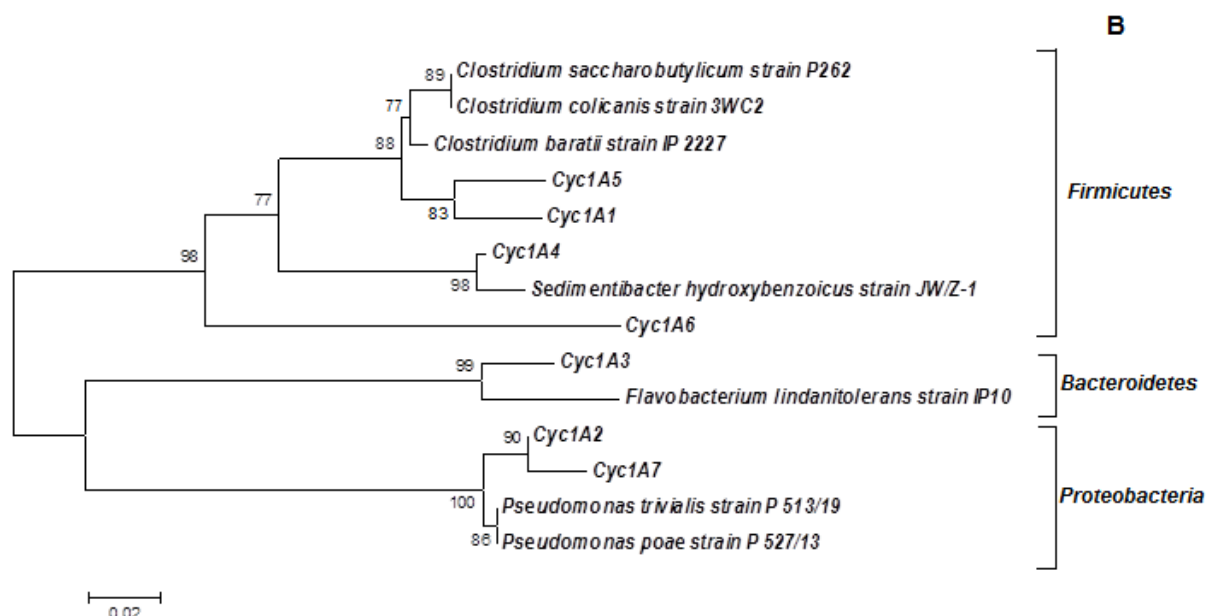 B
89 Clostridium saccharobutylicum strain P262
Clostridium colicanis strain 3WC2
77
Clostridium baratii strain IP 2227
88
Cyc1A5
83 Cyc1A1
77
Cyc1A4
98 Sedimentibacter hydroxybenzoicus strain JW/Z-1
98
Cyc1A6
Firmicutes
99 Cyc1A3
Flavobacterium lindanitolerans strain IP10
Bacteroidetes
90 Cyc1A2
Cyc1A7
100
Pseudomonas trivialis strain P 513/19
86 Pseudomonas poae strain P 527/13
Proteobacteria
0.02